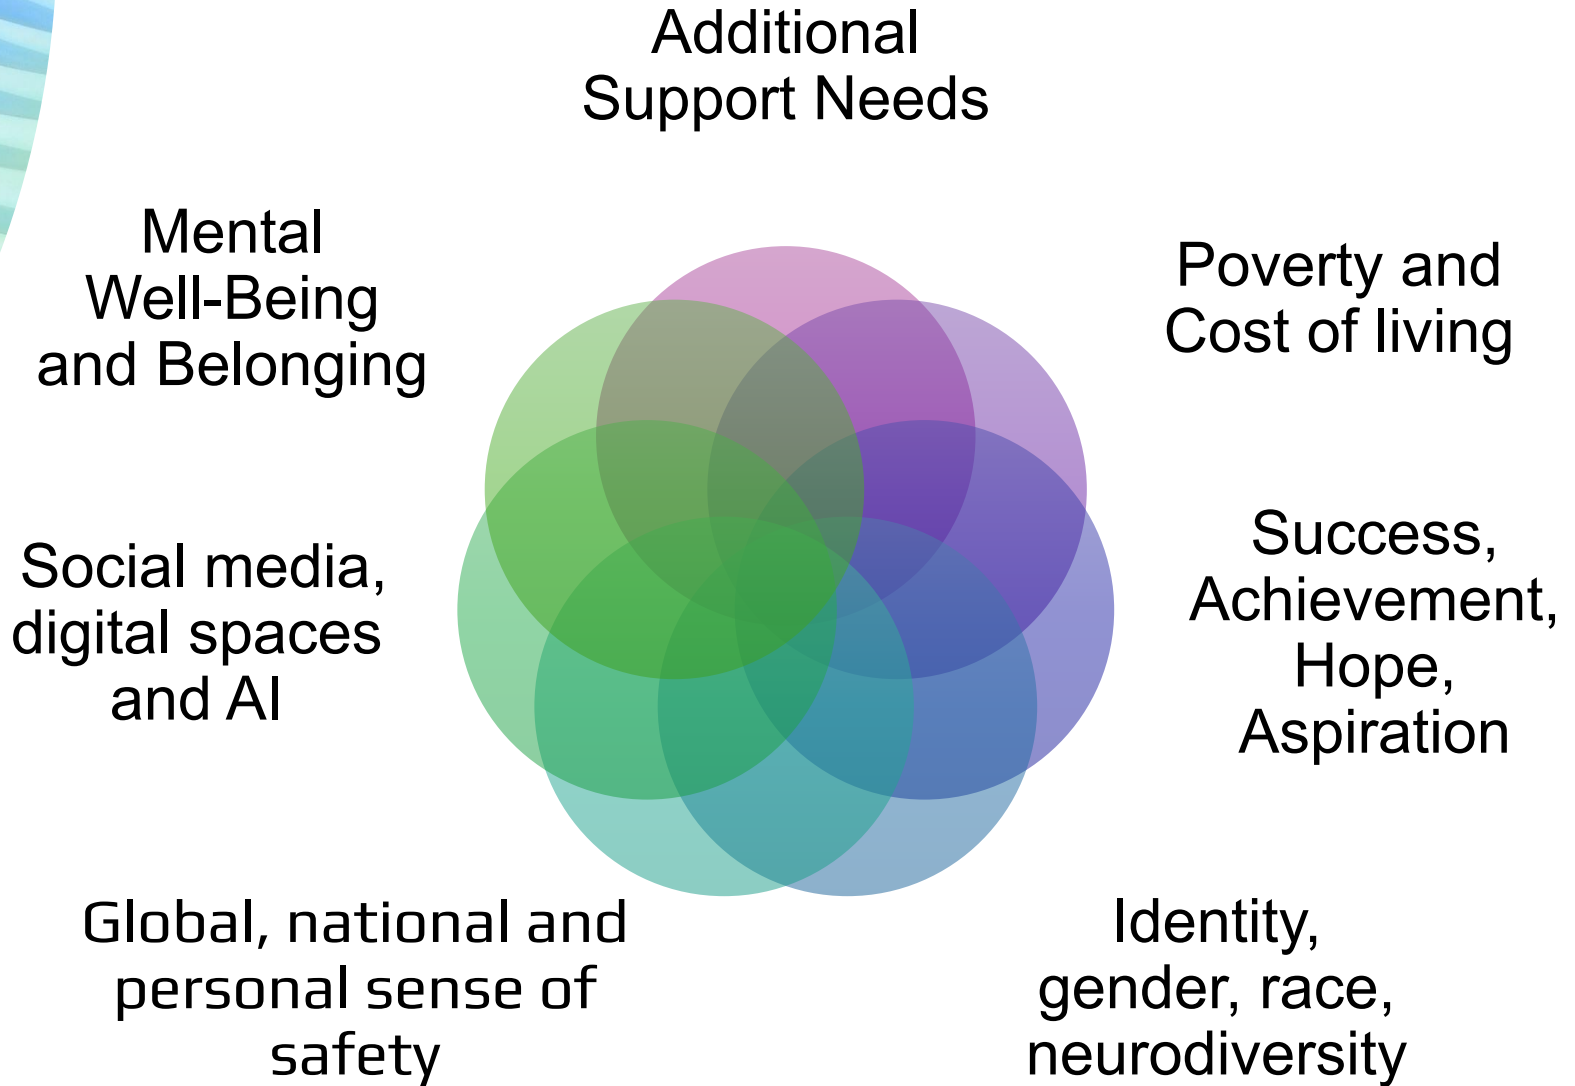 Additional
Support Needs
Poverty and
Cost of living
Success,
Achievement,
Hope,
Aspiration
Identity,
gender, race,
neurodiversity
Global, national and
personal sense of
safety
Social media,
digital spaces
and AI
Mental
Well-Being
and Belonging